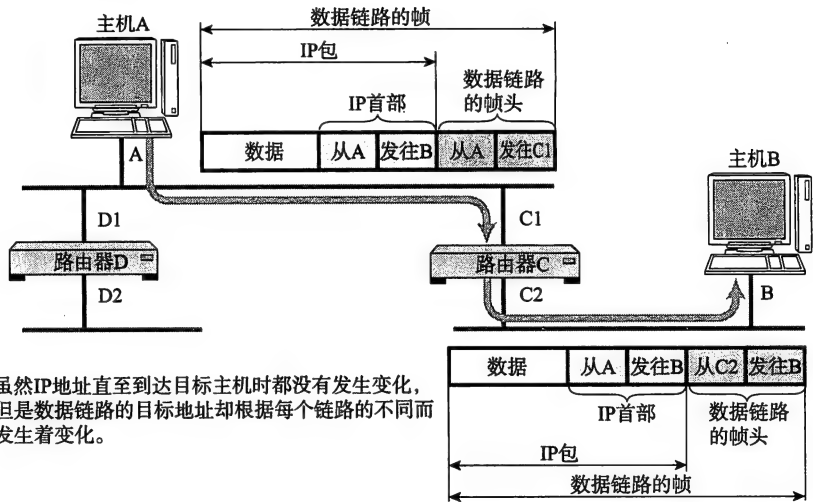 主机A
数据链路的帧
IP包
IP首部
数据链路
的帧头
数据 从A 发往B 从A 发往C1
A
主机B
D1
C1
路由器D
路由器C
D2
C2
B
数据 从A 发往B 从C2 发往B
IP首部
数据链路
的帧头
IP包
数据链路的帧
虽然IP地址直至到达目标主机时都没有发生变化,
但是数据链路的目标地址却根据每个链路的不同而
发生着变化。